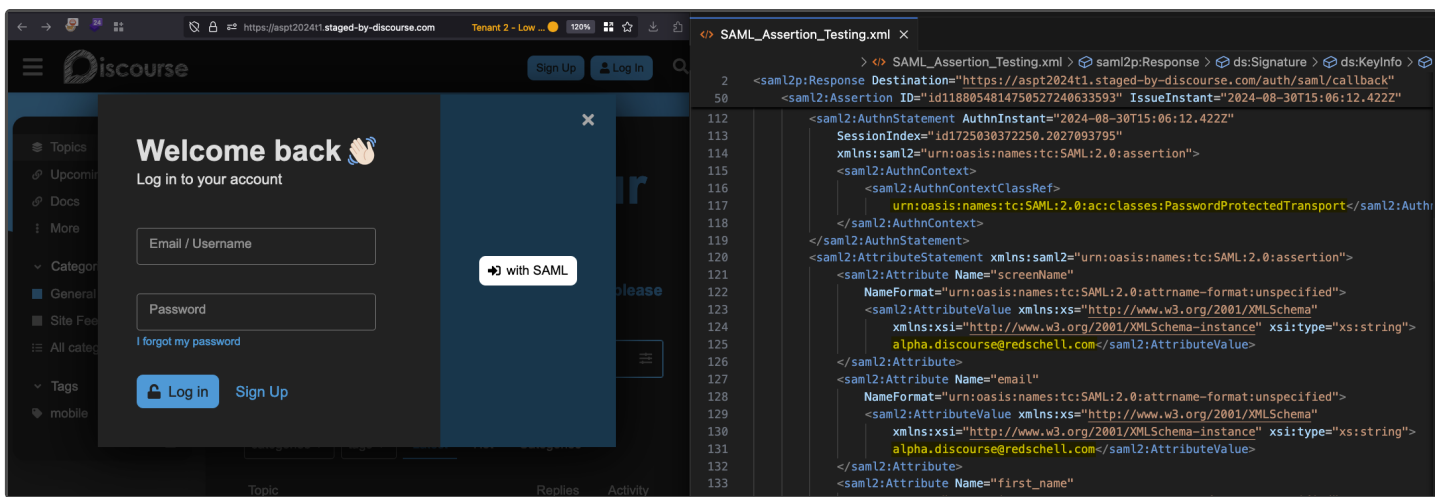 24
https://aspt2024t1.staged-by-discourse.com
Tenant 2 - Low ...
120%
Discourse
Sign Up
Log In
Topics
Upcomin
Docs
More
Categor
General
Site Fee
All categ
Tags
mobile
Welcome back
Log in to your account
Email / Username
Password
I forgot my password
Log in
Sign Up
with SAML
ur
please
Topic
Replies
Activity
SAML_Assertion_Testing.xml
> SAML_Assertion_Testing.xml > saml2p:Response > ds:Signature > ds:KeyInfo >
2 <saml2p:Response Destination="https://aspt2024t1.staged-by-discourse.com/auth/saml/callback"
50 <saml2:Assertion ID="id1188054814750527240633593" IssueInstant="2024-08-30T15:06:12.422Z"
112 <saml2:AuthnStatement AuthnInstant="2024-08-30T15:06:12.422Z"
113 SessionIndex="id1725030372250.2027093795"
114 xmlns:saml2="urn:oasis:names:tc:SAML:2.0:assertion">
115 <saml2:AuthnContext>
116 <saml2:AuthnContextClassRef>
117 urn:oasis:names:tc:SAML:2.0:ac:classes:PasswordProtectedTransport</saml2:Auth
118 </saml2:AuthnContext>
119 </saml2:AuthnStatement>
120 <saml2:AttributeStatement xmlns:saml2="urn:oasis:names:tc:SAML:2.0:assertion">
121 <saml2:Attribute Name="screenName"
122 NameFormat="urn:oasis:names:tc:SAML:2.0:attrname-format:unspecified">
123 <saml2:AttributeValue xmlns:xs="http://www.w3.org/2001/XMLSchema"
124 xmlns:xsi="http://www.w3.org/2001/XMLSchema-instance" xsi:type="xs:string">
125 alpha.discourse@redschell.com</saml2:AttributeValue>
126 </saml2:Attribute>
127 <saml2:Attribute Name="email"
128 NameFormat="urn:oasis:names:tc:SAML:2.0:attrname-format:unspecified">
129 <saml2:AttributeValue xmlns:xs="http://www.w3.org/2001/XMLSchema"
130 xmlns:xsi="http://www.w3.org/2001/XMLSchema-instance" xsi:type="xs:string">
131 alpha.discourse@redschell.com</saml2:AttributeValue>
132 </saml2:Attribute>
133 <saml2:Attribute Name="first_name"